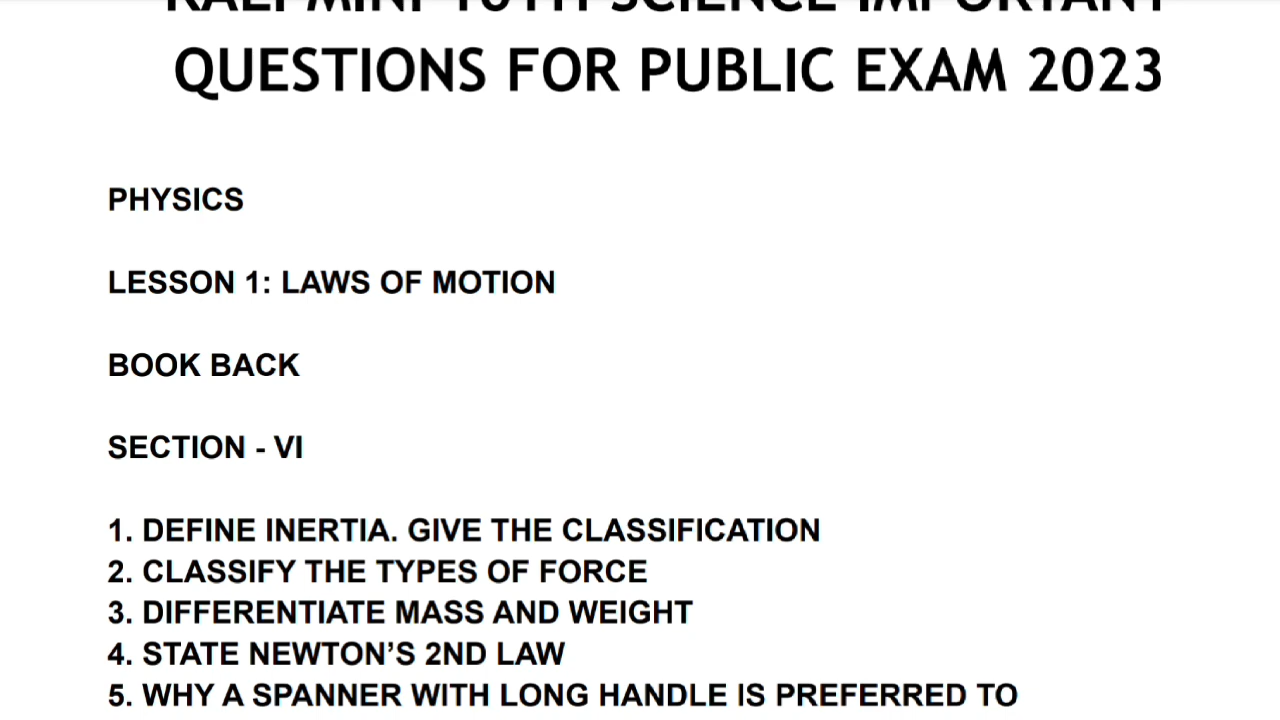 QUESTIONS FOR PUBLIC EXAM 2023
PHYSICS
LESSON 1: LAWS OF MOTION
BOOK BACK
SECTION - VI
1. DEFINE INERTIA. GIVE THE CLASSIFICATION
2. CLASSIFY THE TYPES OF FORCE
3. DIFFERENTIATE MASS AND WEIGHT
4. STATE NEWTON’S 2ND LAW
5. WHY A SPANNER WITH LONG HANDLE IS PREFERRED TO